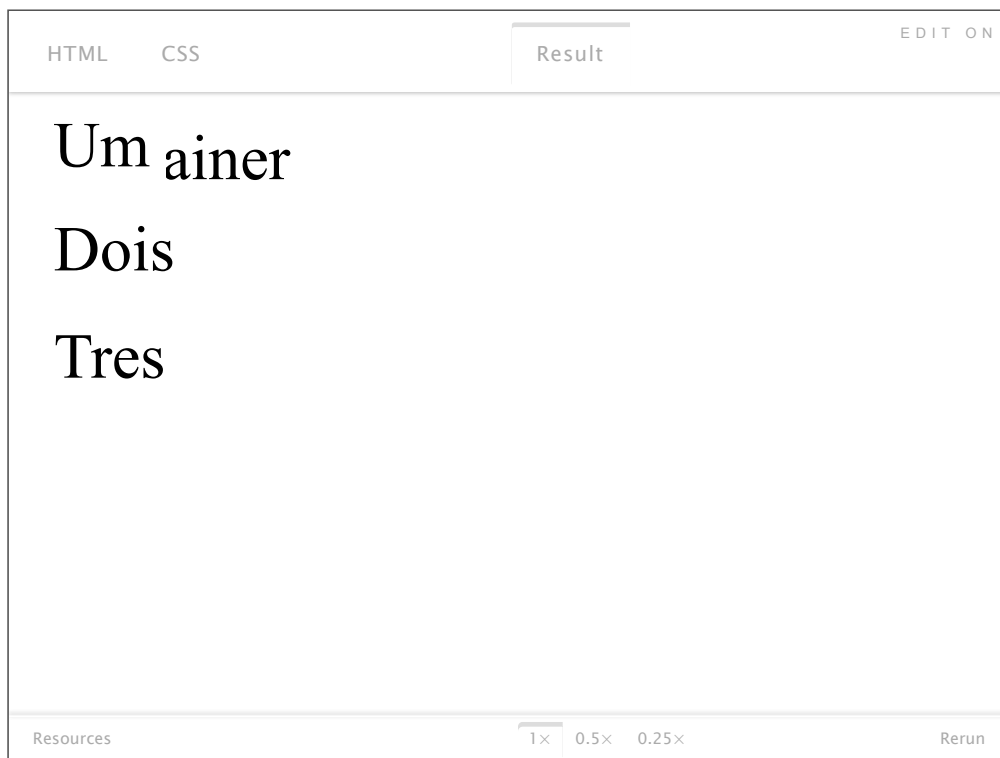 EDIT ON
HTML CSS Result
Um ainer
Dois
Tres
Resources 1× 0.5× 0.25× Rerun